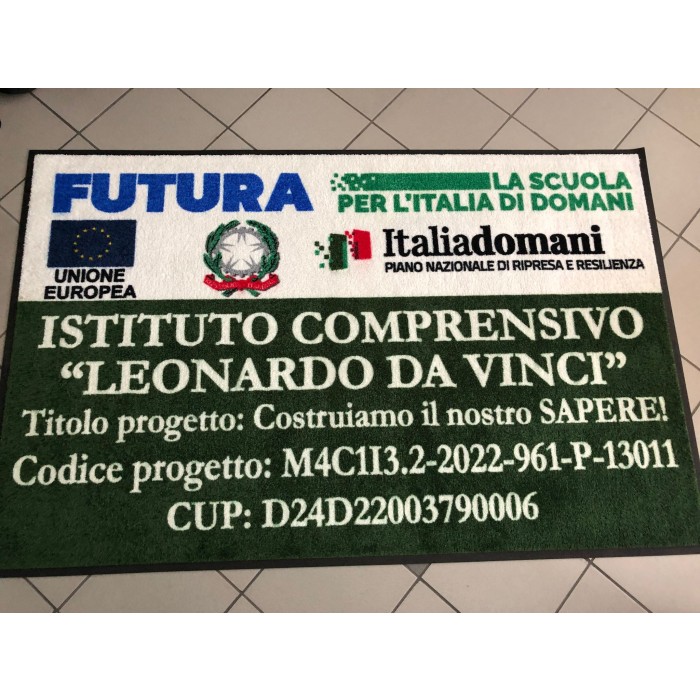 FUTURA
LA SCUOLA
PER L'ITALIA DI DOMANI
UNIONE
EUROPEA
Italiadomani
PIANO NAZIONALE DI RIPRESA E RESILIENZA
ISTITUTO COMPRENSIVO
“LEONARDO DA VINCI”
Titolo progetto: Costruiamo il nostro SAPERE!
Codice progetto: M4C1I3.2-2022-961-P-13011
CUP: D24D22003790006